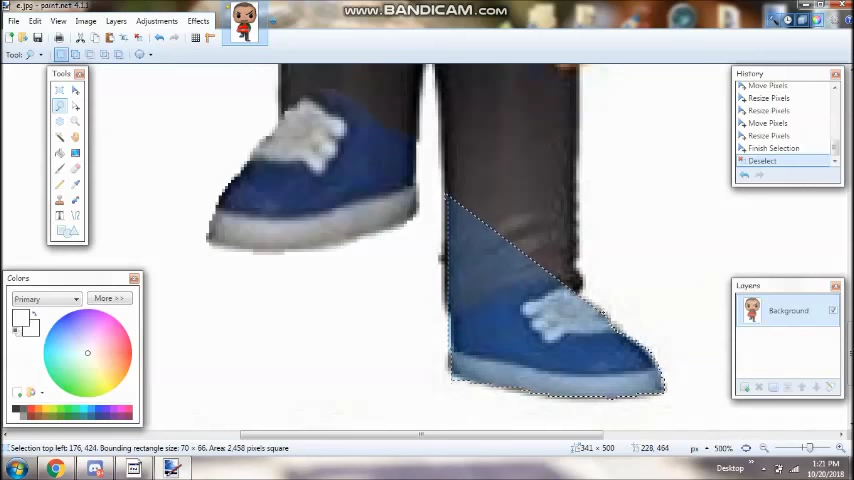 e.jpg - paint.net 4.1.1
www.BANDICAM.com
File Edit View Image Layers Adjustments Effects
Tool:
Tools
History
Move Pixels
Resize Pixels
Resize Pixels
Move Pixels
Resize Pixels
Finish Selection
Deselect
Colors
Primary
More >>
Layers
Background
Selection top left: 176, 424. Bounding rectangle size: 70 × 66. Area: 2,458 pixels square
341 × 500
228, 464
px
500%
Desktop
1:21 PM
10/20/2018